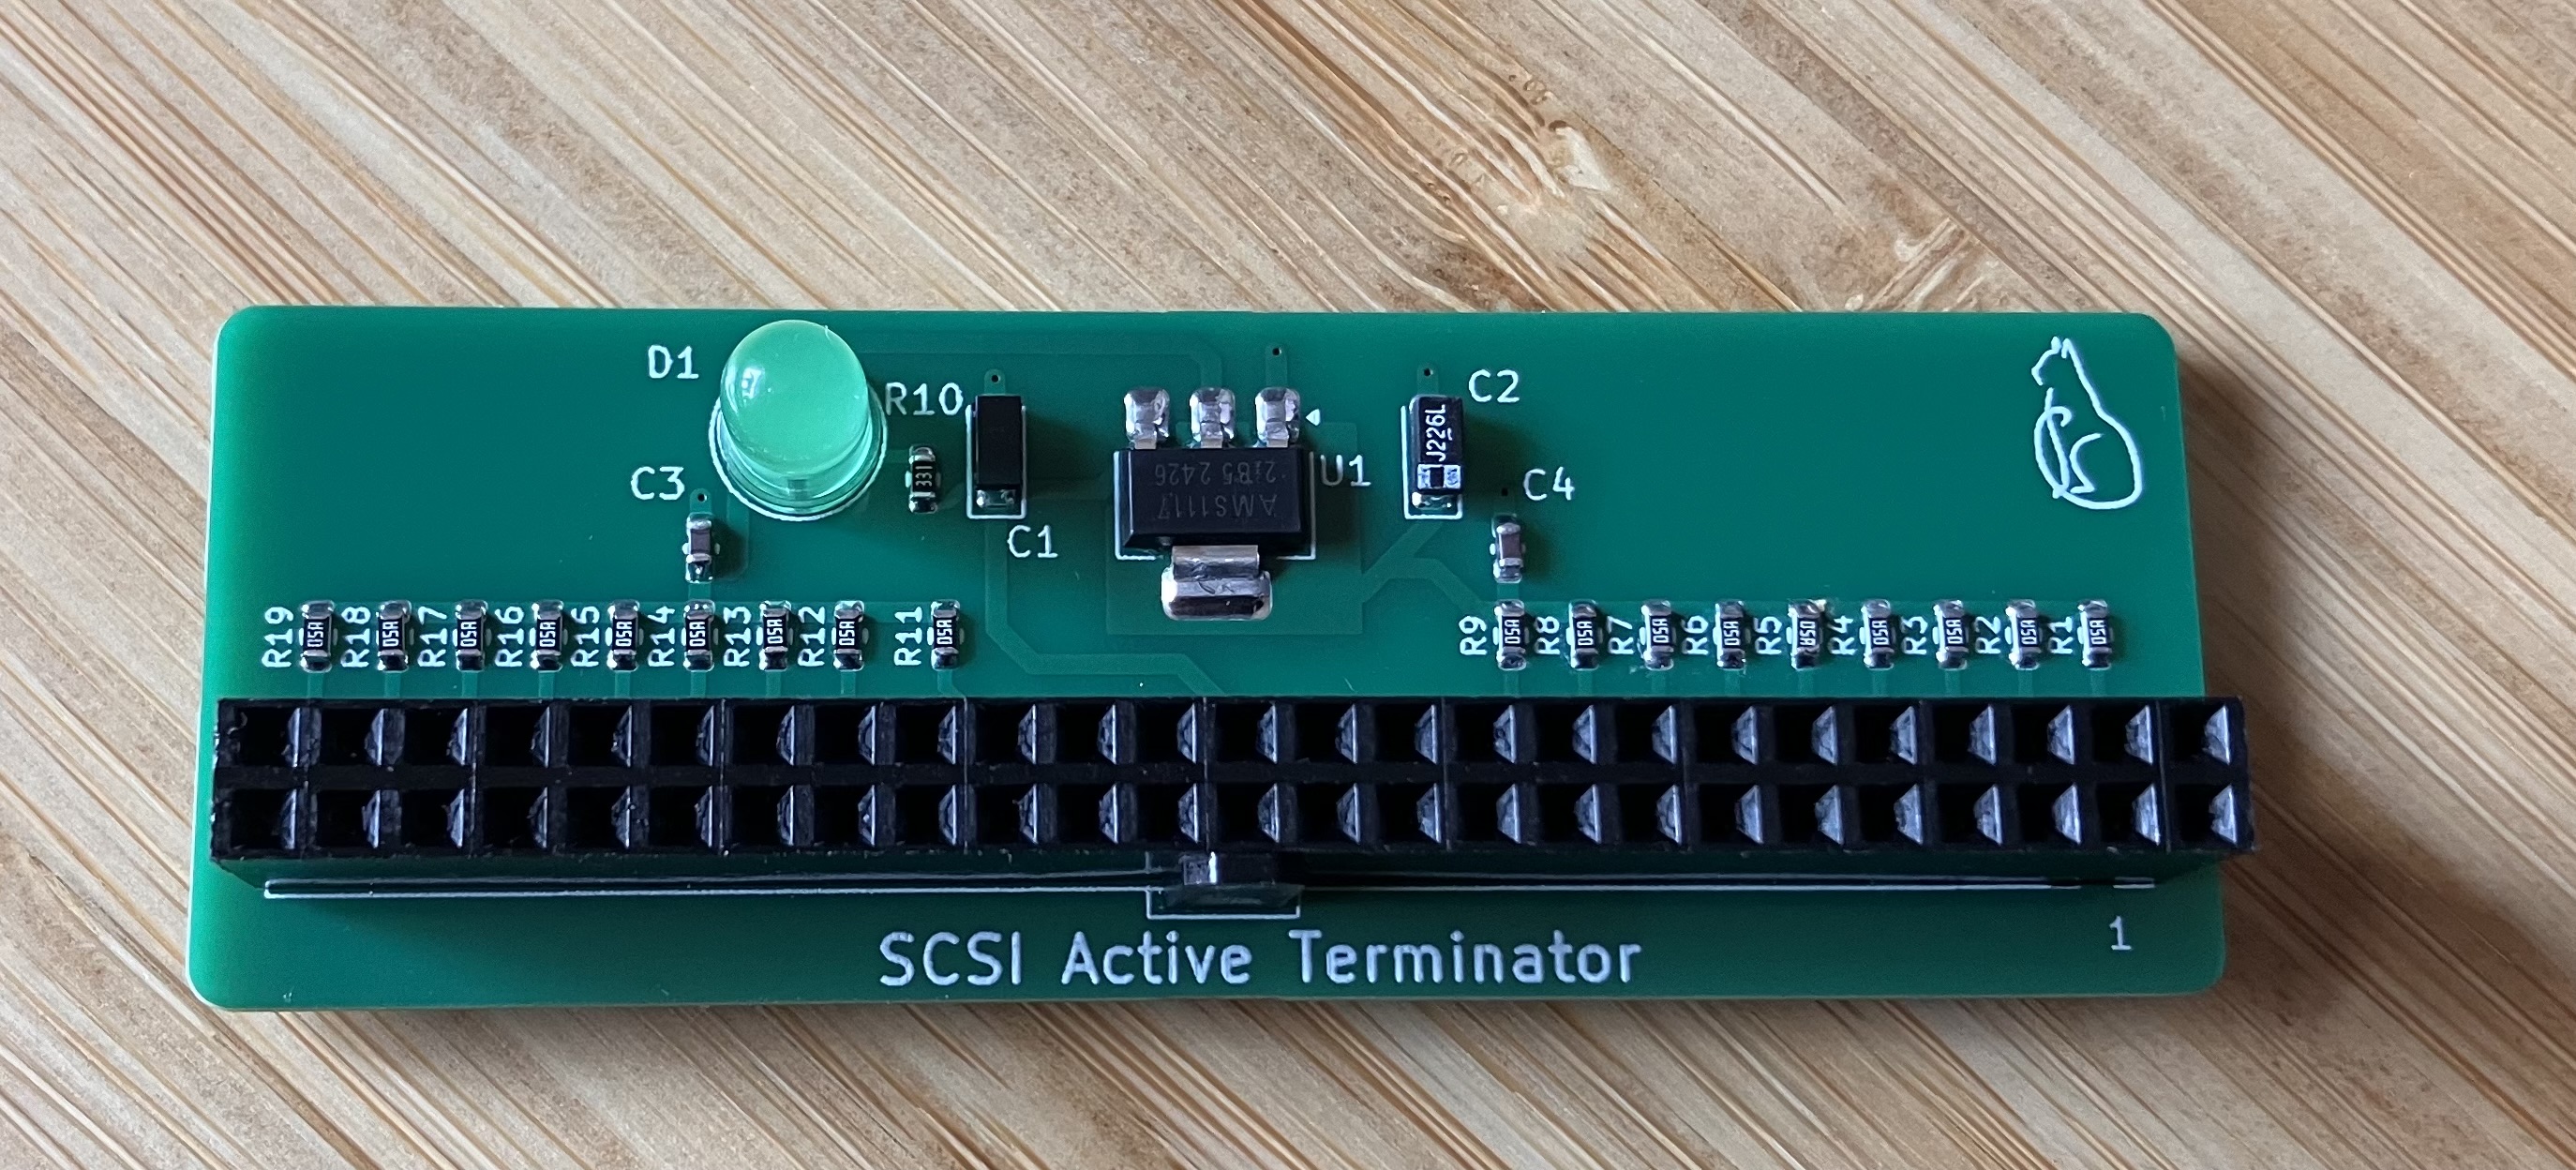 D1
R10
C2
J226L
C3
331
U1
C4
AMS1117
2426
C1
R19 R18 R17 R16 R15 R14 R13 R12 R11 R9 R8 R7 R6 R5 R4 R3 R2 R1
05A 05A 05A 05A 05A 05A 05A 05A 05A 05A 05A 05A 05A 05A 05A 05A 05A 05A
1
SCSI Active Terminator